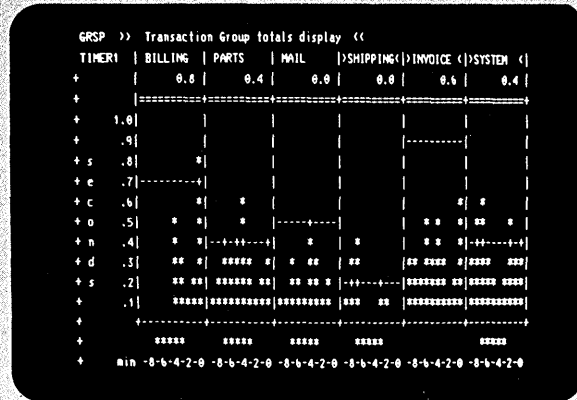 GRSP >> Transaction Group totals display <<
TIMER1 | BILLING | PARTS | MAIL |>SHIPPING<|>INVOICE <|>SYSTEM <|
+ | 0.8 | 0.4 | 0.0 | 0.0 | 0.6 | 0.4 |
+ |=========+=========+=========+=========+=========+=========|
+ 1.0| | | | | | |
+ .9| | | | |---------| |
+ s .8| *| | | | | |
+ e .7|--------+| | | | | |
+ c .6| *| * | | | *| * |
+ o .5| * *| * |----+----| | * * *|** * |
+ n .4| * *|--+-++---+| * | * | * * *|-++----++|
+ d .3| ** *| ***** *| * ** | ** |** **** *|**** ***|
+ s .2| ** **|******* **| ** ** * |-++----+--|******* **|***** ****|
+ .1| *****|*********|*********|*** ** |*********|*********|
+ +---------+---------+---------+---------+---------+---------+
+ ***** ***** ***** ***** *****
+ min -8-6-4-2-0 -8-6-4-2-0 -8-6-4-2-0 -8-6-4-2-0 -8-6-4-2-0 -8-6-4-2-0